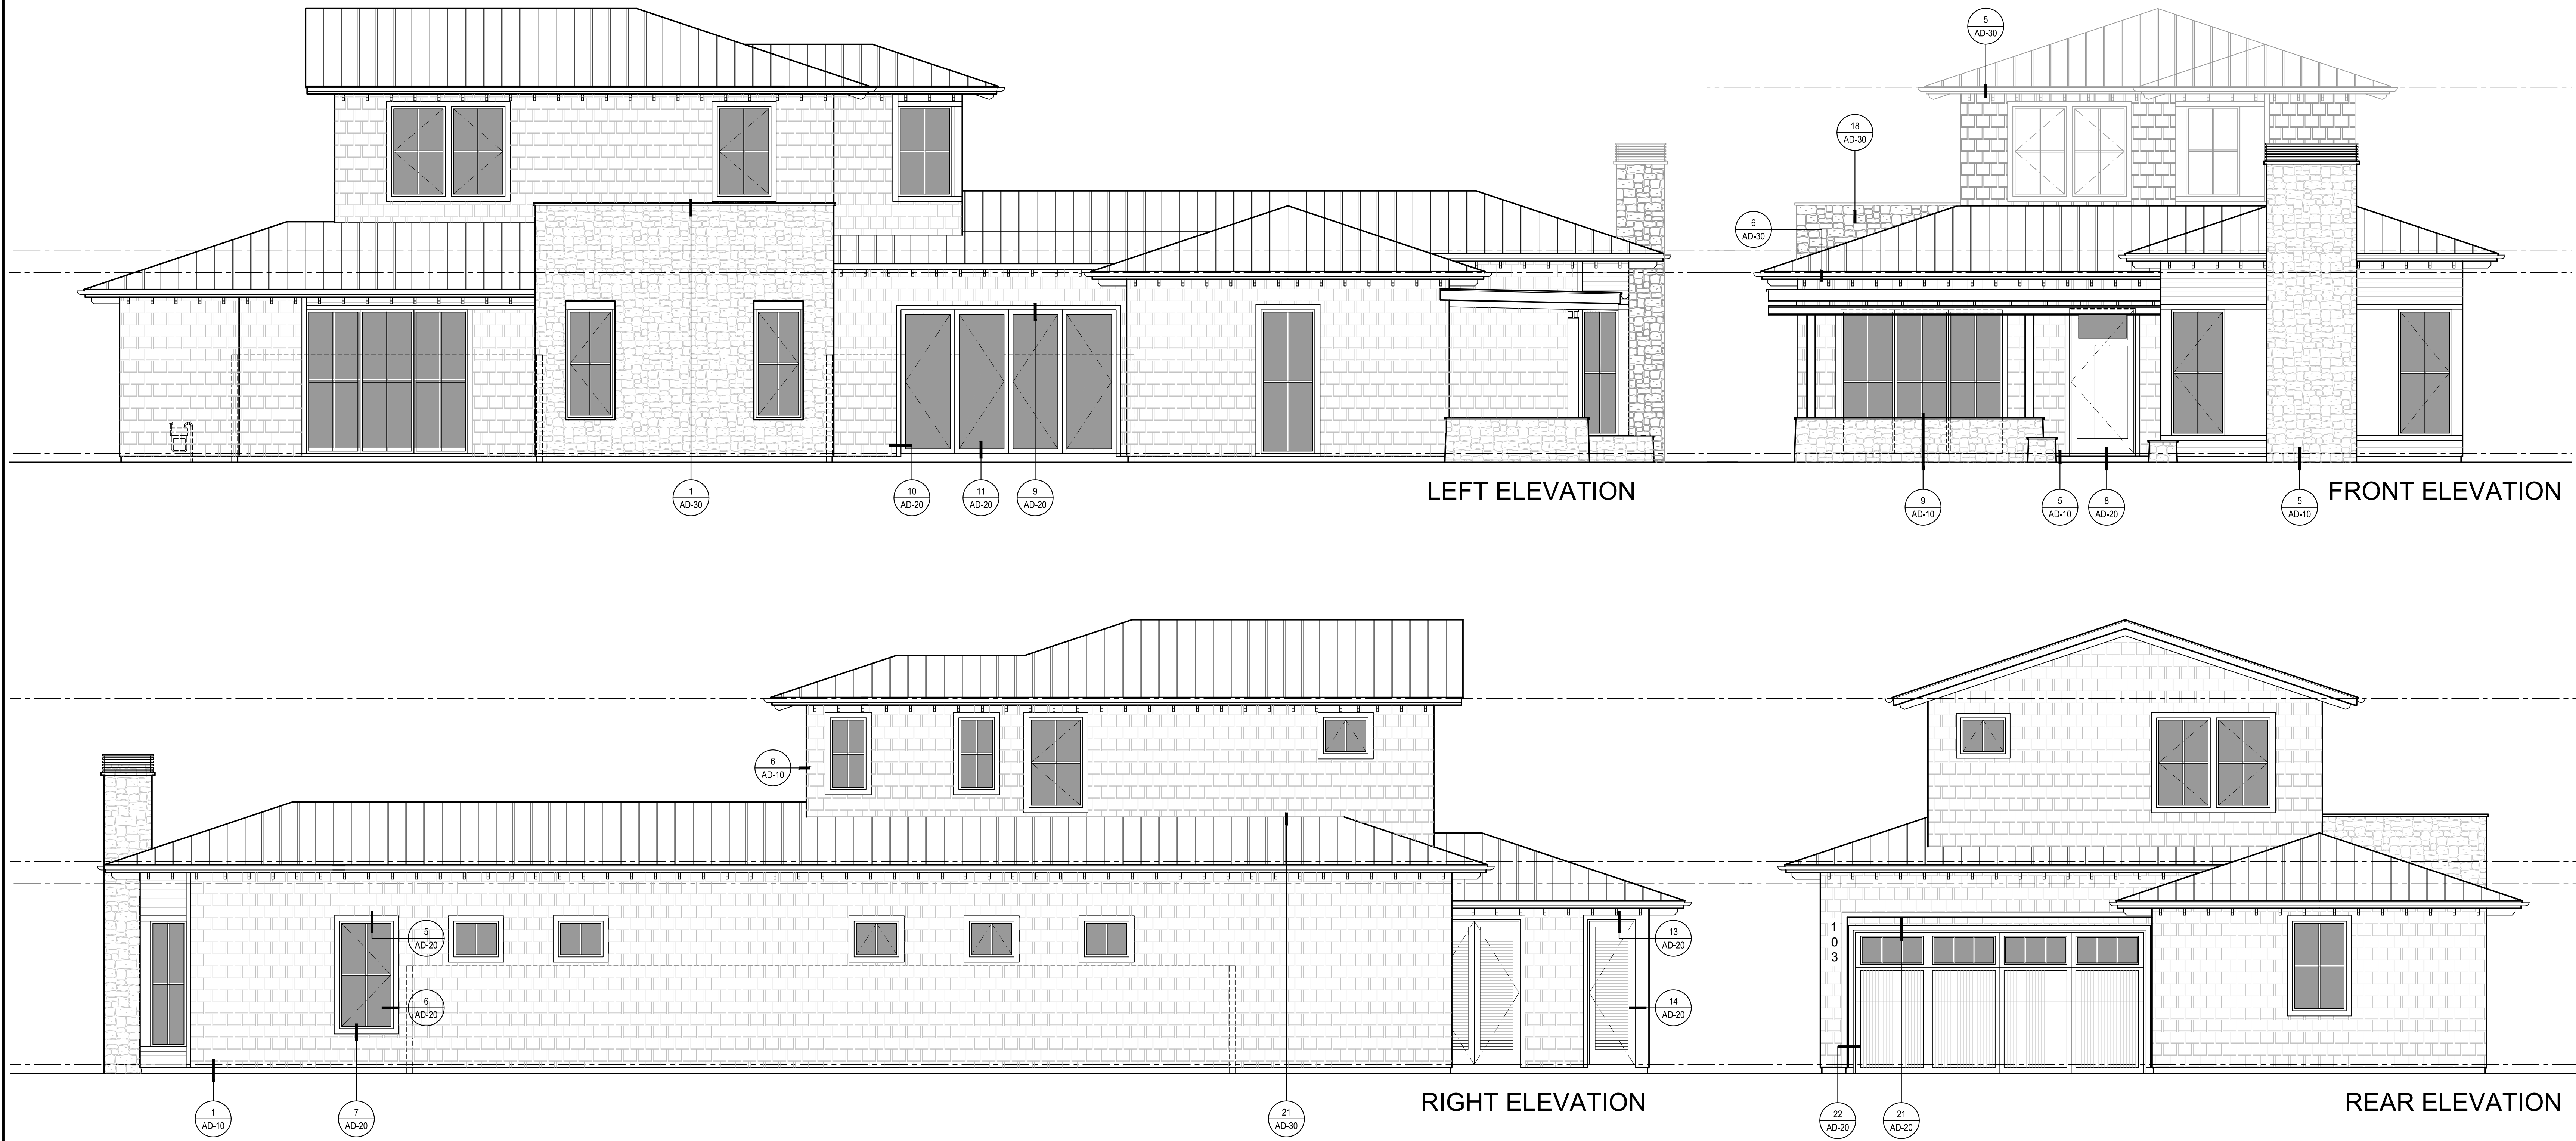 5
AD-30
18
AD-30
6
AD-30
1
AD-30
10
AD-20
11
AD-20
9
AD-20
LEFT ELEVATION
9
AD-10
5
AD-10
8
AD-20
5
AD-10
FRONT ELEVATION
6
AD-10
5
AD-20
6
AD-20
13
AD-20
14
AD-20
1
0
3
1
AD-10
7
AD-20
21
AD-30
RIGHT ELEVATION
22
AD-20
21
AD-20
REAR ELEVATION